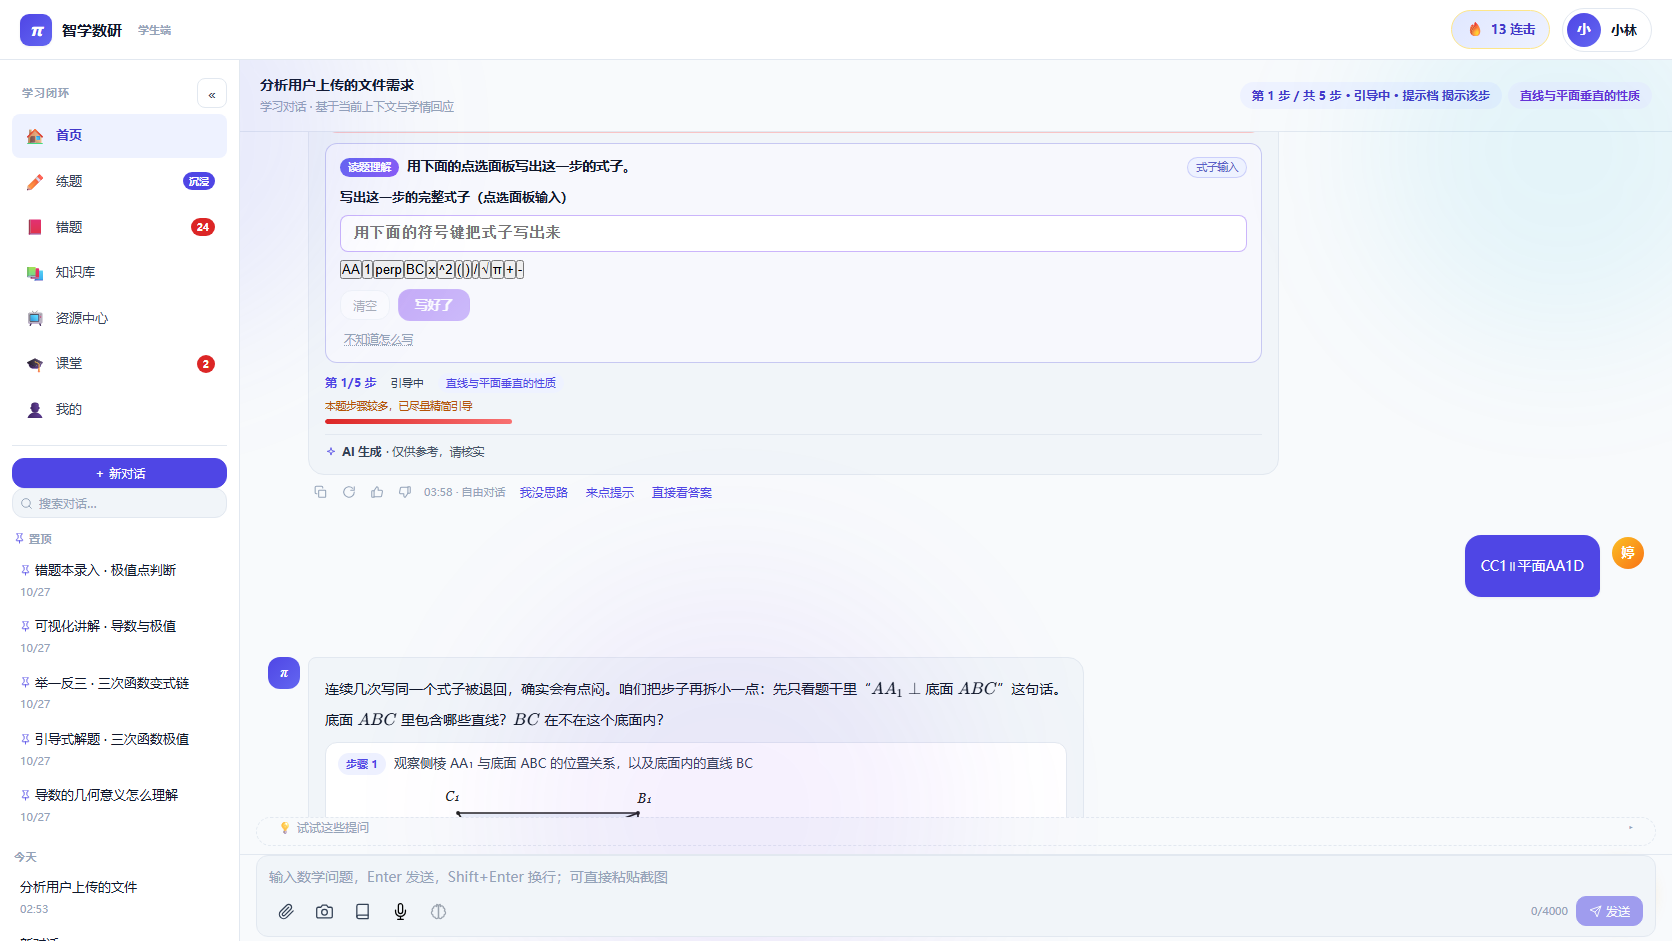 π 智学数研 学生端
13 连击 小 小林
学习闭环 «
首页
练题 沉浸
错题 24
知识库
资源中心
课堂 2
我的
+ 新对话
搜索对话...
置顶
错题本录入 · 极值点判断
10/27
可视化讲解 · 导数与极值
10/27
举一反三 · 三次函数变式链
10/27
引导式解题 · 三次函数极值
10/27
导数的几何意义怎么理解
10/27
今天
分析用户上传的文件
02:53
分析用户上传的文件需求
学习对话 · 基于当前上下文与学情回应
第 1 步 / 共 5 步 • 引导中 • 提示档 揭示该步 直线与平面垂直的性质
读题理解 用下面的点选面板写出这一步的式子。 式子输入
写出这一步的完整式子（点选面板输入）
用下面的符号键把式子写出来
AA 1 perp BC x ^2 ( ) / √ π + -
清空 写好了
不知道怎么写
第 1/5 步 引导中 直线与平面垂直的性质
本题步骤较多，已尽量精简引导
AI 生成 · 仅供参考，请核实
03:58 · 自由对话 我没思路 来点提示 直接看答案
CC1∥平面AA1D 婷
π
连续几次写同一个式子被退回，确实会有点闷。咱们把步子再拆小一点：先只看题干里“AA₁ ⊥ 底面 ABC”这句话。
底面 ABC 里包含哪些直线？BC 在不在这个底面内？
步骤 1 观察侧棱 AA₁ 与底面 ABC 的位置关系，以及底面内的直线 BC
C₁ B₁
试试这些提问
输入数学问题，Enter 发送，Shift+Enter 换行；可直接粘贴截图
0/4000 发送